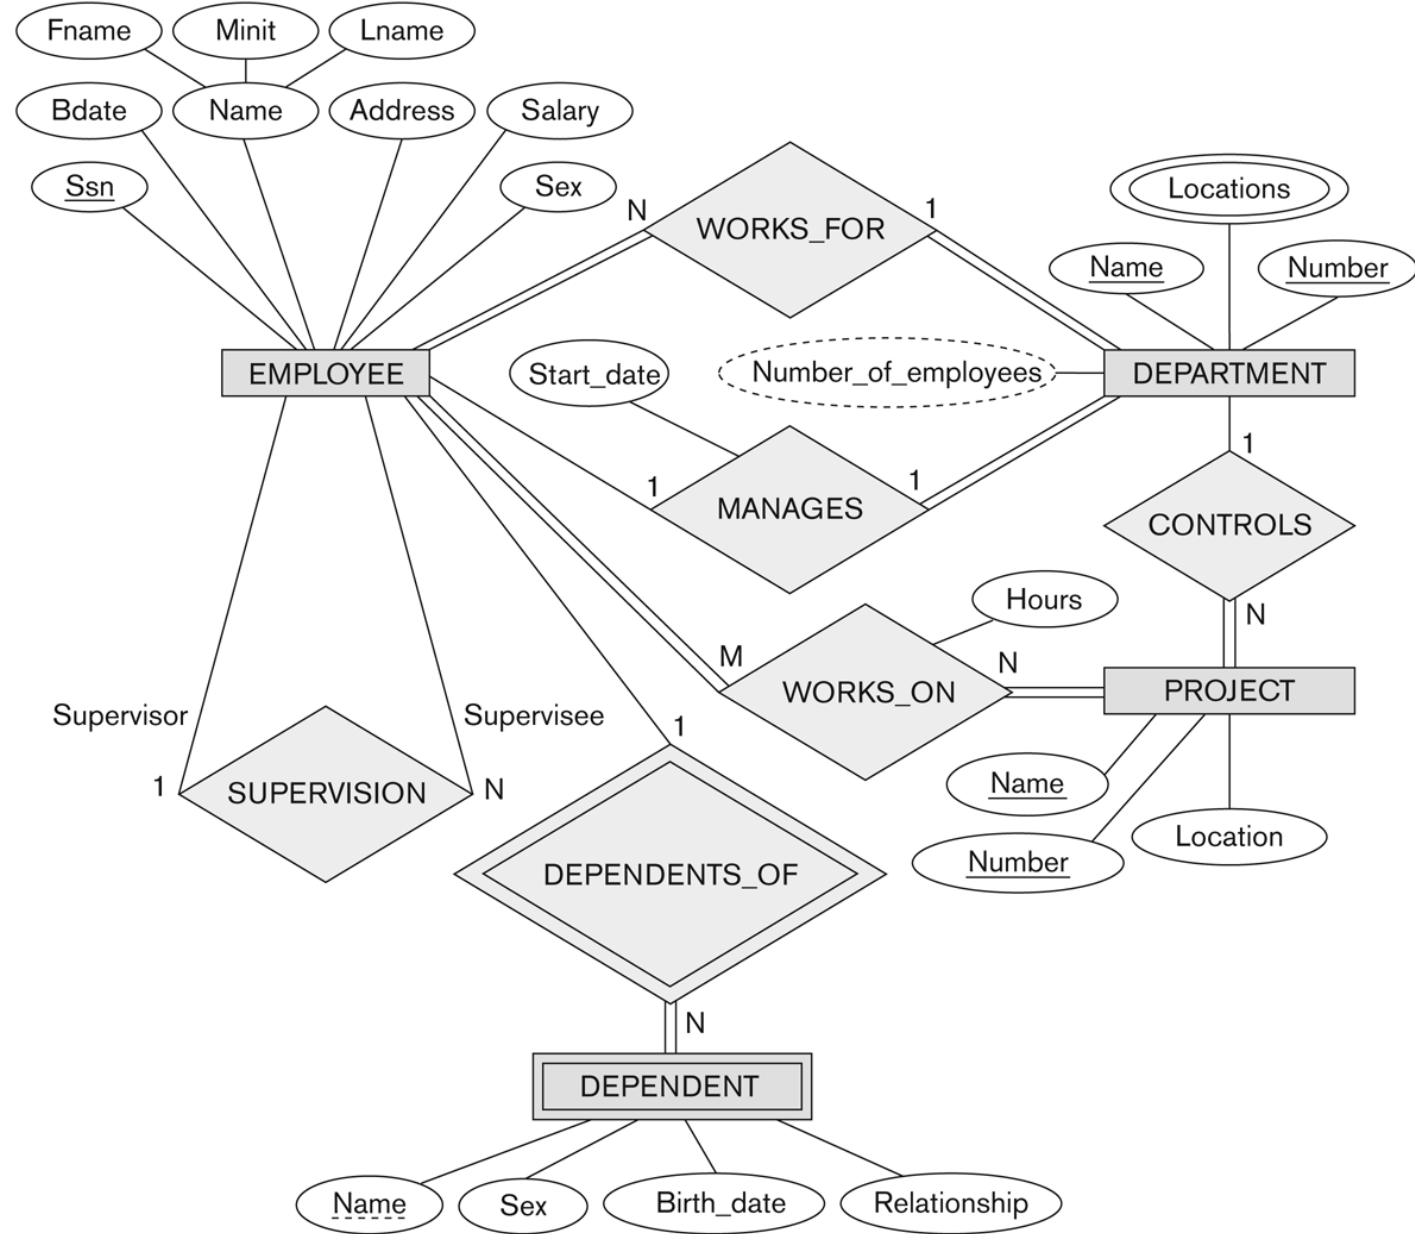 Fname
Minit
Lname
Bdate
Name
Address
Salary
Ssn
Sex
N
WORKS_FOR
1
Locations
Name
Number
EMPLOYEE
Start_date
Number_of_employees
DEPARTMENT
1
MANAGES
1
1
CONTROLS
N
Hours
M
WORKS_ON
N
PROJECT
Supervisor
Supervisee
1
SUPERVISION
N
1
Name
Number
Location
DEPENDENTS_OF
N
DEPENDENT
Name
Sex
Birth_date
Relationship